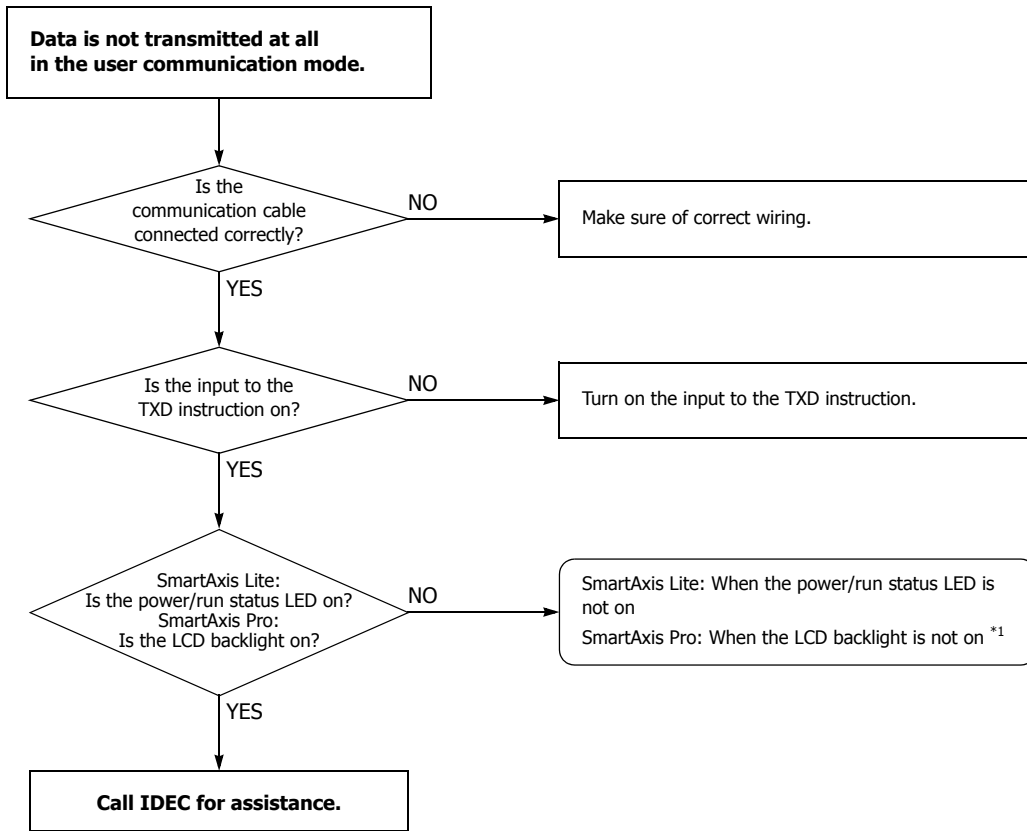 Data is not transmitted at all
in the user communication mode.
Is the
communication cable
connected correctly?
NO
Make sure of correct wiring.
YES
Is the input to the
TXD instruction on?
NO
Turn on the input to the TXD instruction.
YES
SmartAxis Lite:
Is the power/run status LED on?
SmartAxis Pro:
Is the LCD backlight on?
NO
SmartAxis Lite: When the power/run status LED is
not on
SmartAxis Pro: When the LCD backlight is not on *1
YES
Call IDEC for assistance.